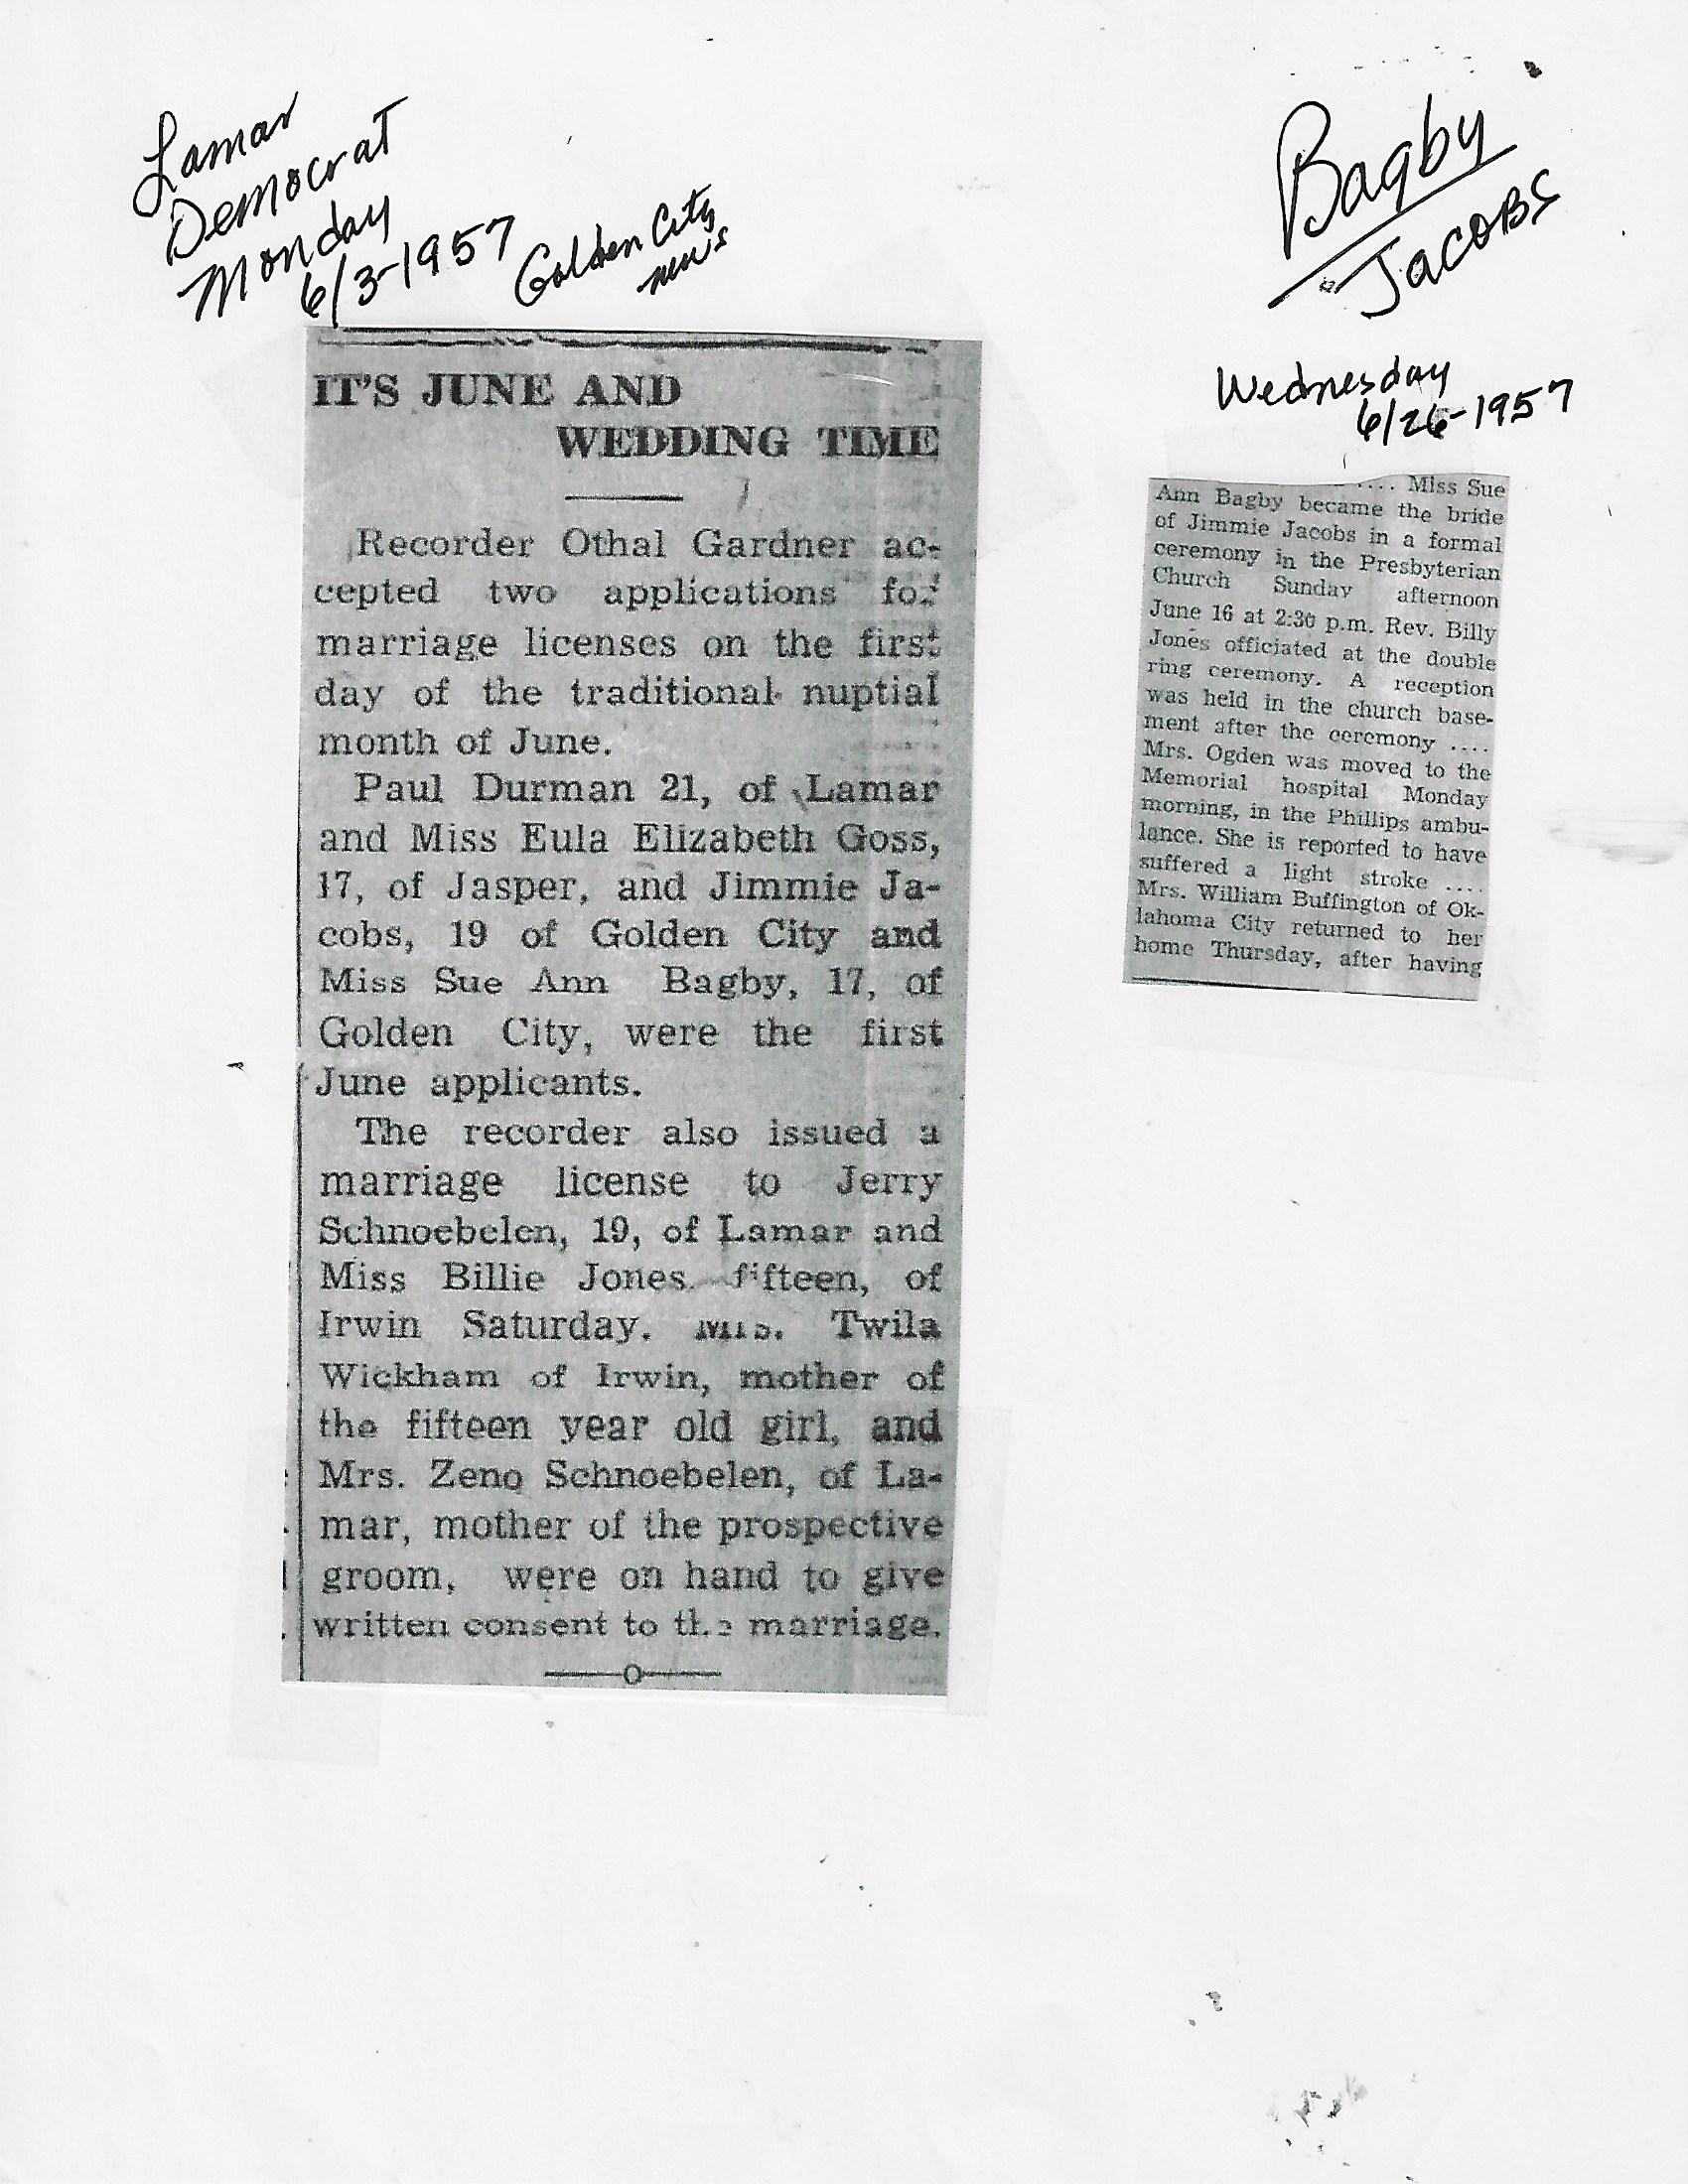 Lamar
Democrat
Monday
6/3-1957
Golden City
news
IT'S JUNE AND
WEDDING TIME
Recorder Othal Gardner ac-
cepted two applications for
marriage licenses on the first
day of the traditional nuptial
month of June.
Paul Durman 21, of Lamar
and Miss Eula Elizabeth Goss,
17, of Jasper, and Jimmie Ja-
cobs, 19 of Golden City and
Miss Sue Ann Bagby, 17, of
Golden City, were the first
June applicants.
The recorder also issued a
marriage license to Jerry
Schnoebelen, 19, of Lamar and
Miss Billie Jones fifteen, of
Irwin Saturday. Mrs. Twila
Wickham of Irwin, mother of
the fifteen year old girl, and
Mrs. Zeno Schnoebelen, of La-
mar, mother of the prospective
groom, were on hand to give
written consent to the marriage.
Bagby
Jacobs
Wednesday
6/26-1957
.... Miss Sue
Ann Bagby became the bride
of Jimmie Jacobs in a formal
ceremony in the Presbyterian
Church Sunday afternoon
June 16 at 2:30 p.m. Rev. Billy
Jones officiated at the double
ring ceremony. A reception
was held in the church base-
ment after the ceremony ....
Mrs. Ogden was moved to the
Memorial hospital Monday
morning, in the Phillips ambu-
lance. She is reported to have
suffered a light stroke ....
Mrs. William Buffington of Ok-
lahoma City returned to her
home Thursday, after having